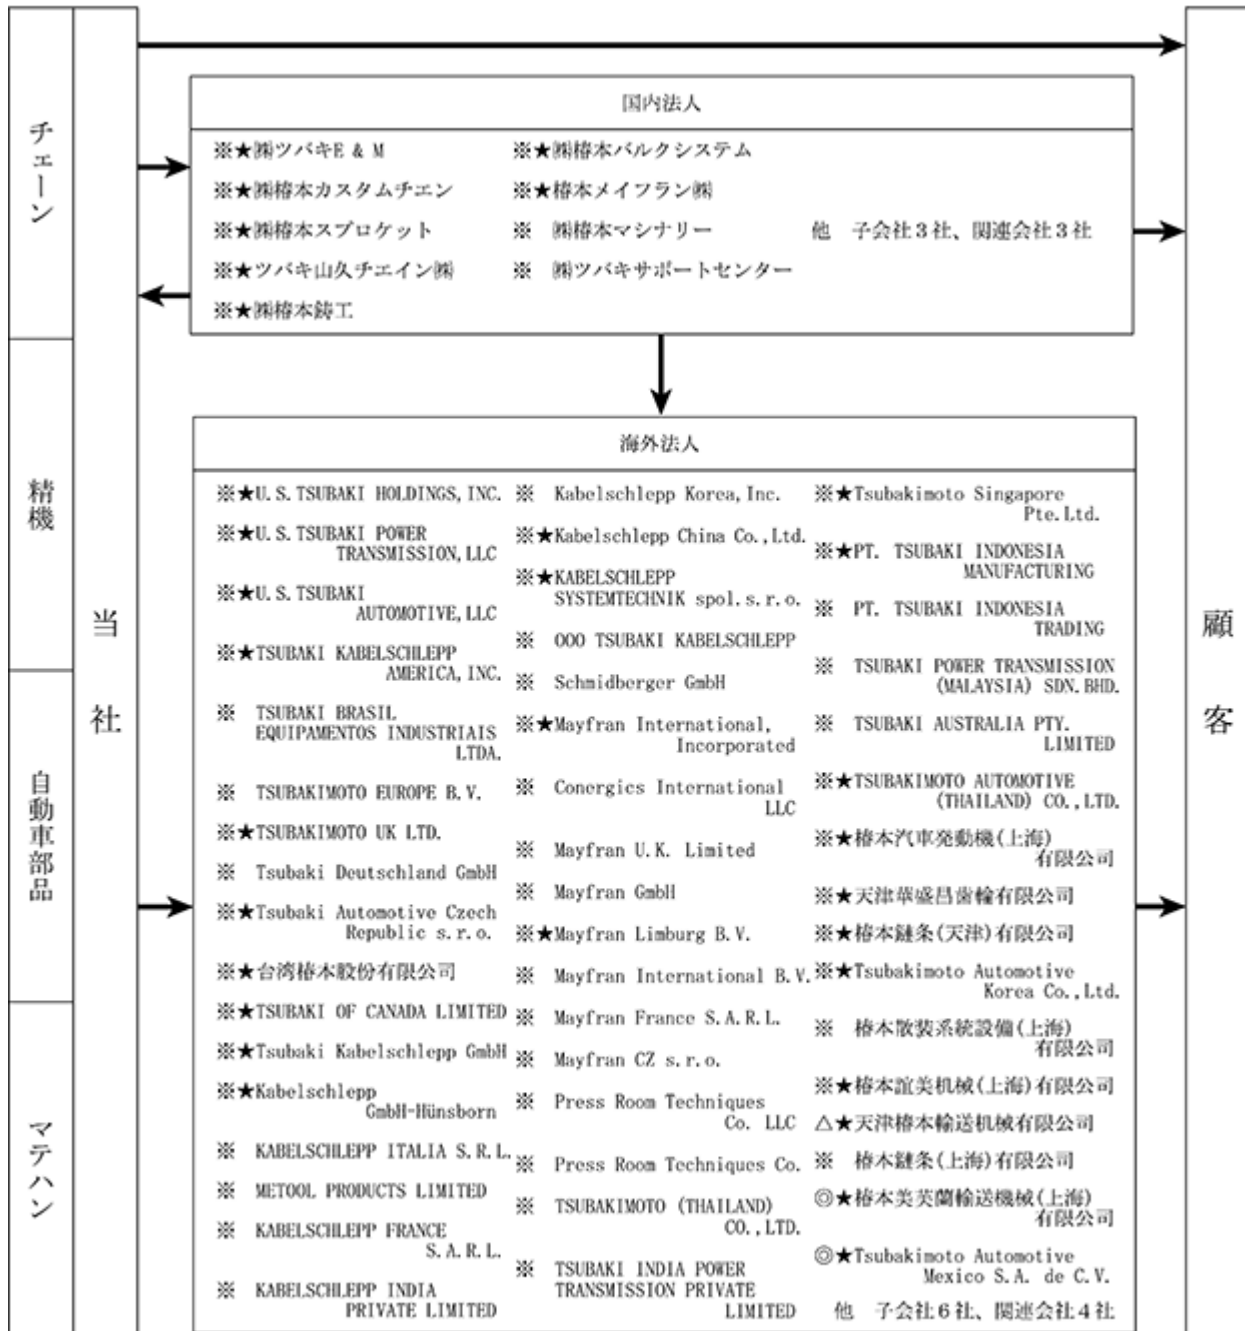 チェーン
精機
自動車部品
マテハン
当社
国内法人
※★㈱ツバキE & M
※★㈱椿本カスタムチエン
※★㈱椿本スプロケット
※★ツバキ山久チエイン㈱
※★㈱椿本鋳工
※★㈱椿本バルクシステム
※★椿本メイフラン㈱
※ ㈱椿本マシナリー
※ ㈱ツバキサポートセンター
他 子会社3社、関連会社3社
海外法人
※★U.S.TSUBAKI HOLDINGS,INC.
※★U.S.TSUBAKI POWER
TRANSMISSION,LLC
※★U.S.TSUBAKI
AUTOMOTIVE,LLC
※★TSUBAKI KABELSCHLEPP
AMERICA,INC.
※ TSUBAKI BRASIL
EQUIPAMENTOS INDUSTRIAIS
LTDA.
※ TSUBAKIMOTO EUROPE B.V.
※★TSUBAKIMOTO UK LTD.
※ Tsubaki Deutschland GmbH
※★Tsubaki Automotive Czech
Republic s.r.o.
※★台湾椿本股份有限公司
※★TSUBAKI OF CANADA LIMITED
※★Tsubaki Kabelschlepp GmbH
※★Kabelschlepp
GmbH-Hünsborn
※ KABELSCHLEPP ITALIA S.R.L.
※ METOOL PRODUCTS LIMITED
※ KABELSCHLEPP FRANCE
S.A.R.L.
※ KABELSCHLEPP INDIA
PRIVATE LIMITED
※ Kabelschlepp Korea,Inc.
※★Kabelschlepp China Co.,Ltd.
※★KABELSCHLEPP
SYSTEMTECHNIK spol.s.r.o.
※ OOO TSUBAKI KABELSCHLEPP
※ Schmidberger GmbH
※★Mayfran International,
Incorporated
※ Conergics International
LLC
※ Mayfran U.K. Limited
※ Mayfran GmbH
※★Mayfran Limburg B.V.
※ Mayfran International B.V.
※ Mayfran France S.A.R.L.
※ Mayfran CZ s.r.o.
※ Press Room Techniques
Co. LLC
※ Press Room Techniques Co.
※ TSUBAKIMOTO (THAILAND)
CO.,LTD.
※ TSUBAKI INDIA POWER
TRANSMISSION PRIVATE
LIMITED
※★Tsubakimoto Singapore
Pte.Ltd.
※★PT. TSUBAKI INDONESIA
MANUFACTURING
※ PT. TSUBAKI INDONESIA
TRADING
※ TSUBAKI POWER TRANSMISSION
(MALAYSIA) SDN.BHD.
※ TSUBAKI AUSTRALIA PTY.
LIMITED
※★TSUBAKIMOTO AUTOMOTIVE
(THAILAND) CO.,LTD.
※★椿本汽車発動機(上海)
有限公司
※★天津華盛昌歯輪有限公司
※★椿本鏈条(天津)有限公司
※★Tsubakimoto Automotive
Korea Co.,Ltd.
※ 椿本散装系統設備(上海)
有限公司
※★椿本誼美机械(上海)有限公司
△★天津椿本輸送机械有限公司
※ 椿本鏈条(上海)有限公司
◎★椿本美芙蘭輸送機械(上海)
有限公司
◎★Tsubakimoto Automotive
Mexico S.A. de C.V.
他 子会社6社、関連会社4社
顧客